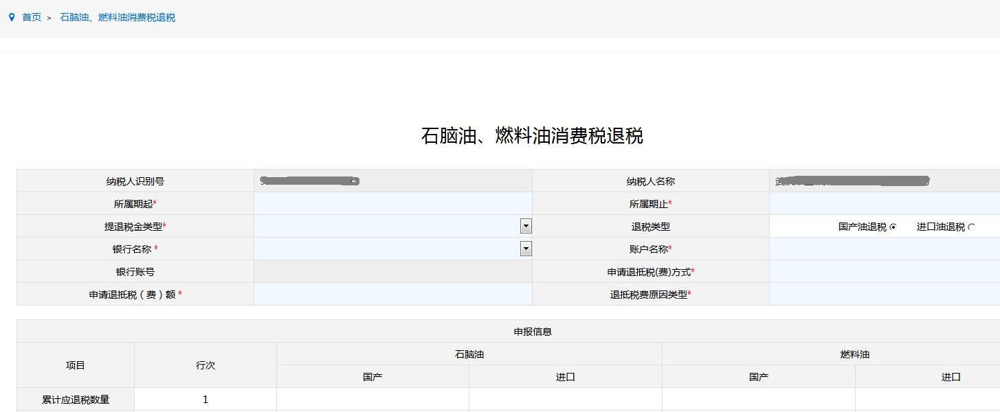 首页 > 石脑油、燃料油消费税退税
石脑油、燃料油消费税退税
纳税人识别号 纳税人名称
所属期起* 所属期止*
提退税金类型* 退税类型 国产油退税 进口油退税
银行名称 * 账户名称*
银行账号 申请退抵税(费)方式*
申请退抵税（费）额 * 退抵税费原因类型*
申报信息
项目 行次 石脑油 燃料油
国产 进口 国产 进口
累计应退税数量 1